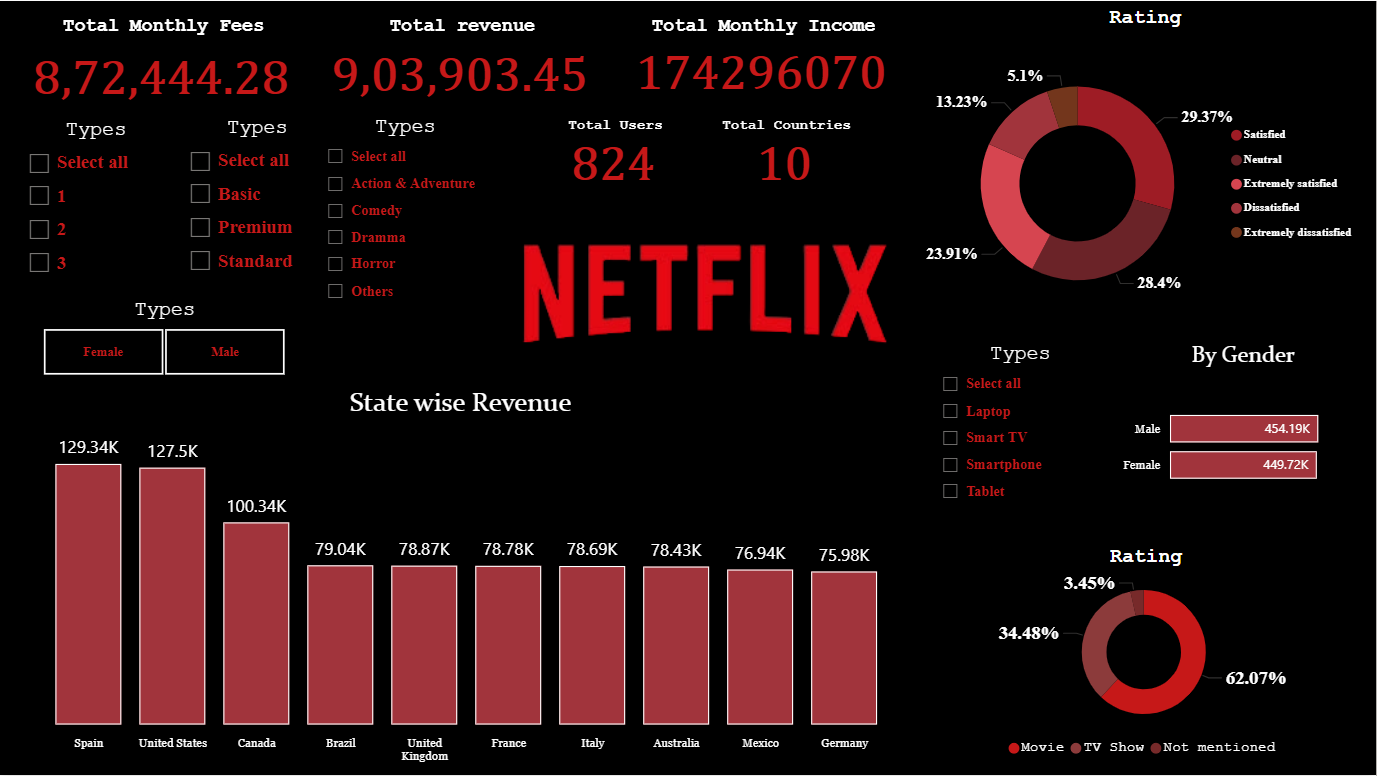 Total Monthly Fees
8,72,444.28
Total revenue
9,03,903.45
Total Monthly Income
174296070
Types
Select all
1
2
3
Types
Select all
Basic
Premium
Standard
Types
Select all
Action & Adventure
Comedy
Dramma
Horror
Others
Total Users
824
Total Countries
10
Types
Female
Male
NETFLIX
Rating
5.1%
13.23%
29.37%
23.91%
28.4%
Satisfied
Neutral
Extremely satisfied
Dissatisfied
Extremely dissatisfied
State wise Revenue
129.34K
127.5K
100.34K
79.04K
78.87K
78.78K
78.69K
78.43K
76.94K
75.98K
Spain
United States
Canada
Brazil
United
Kingdom
France
Italy
Australia
Mexico
Germany
Types
Select all
Laptop
Smart TV
Smartphone
Tablet
By Gender
Male
454.19K
Female
449.72K
Rating
3.45%
34.48%
62.07%
Movie
TV Show
Not mentioned